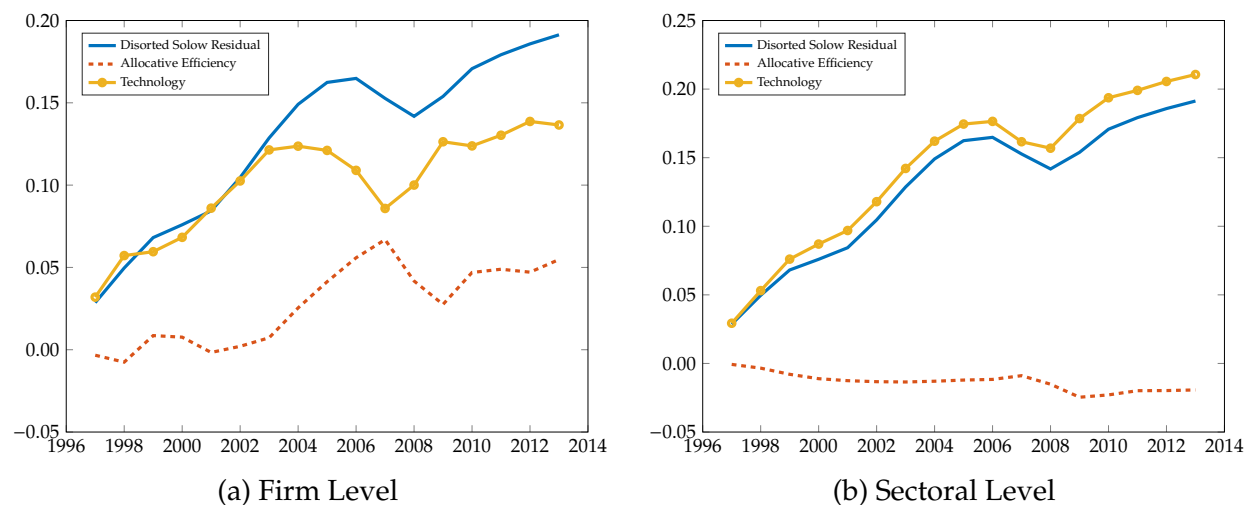 0.20
0.15
0.10
0.05
0.00
−0.05
1996 1998 2000 2002 2004 2006 2008 2010 2012 2014
Disorted Solow Residual
Allocative Efficiency
Technology
(a) Firm Level
0.25
0.20
0.15
0.10
0.05
0.00
−0.05
1996 1998 2000 2002 2004 2006 2008 2010 2012 2014
Disorted Solow Residual
Allocative Efficiency
Technology
(b) Sectoral Level